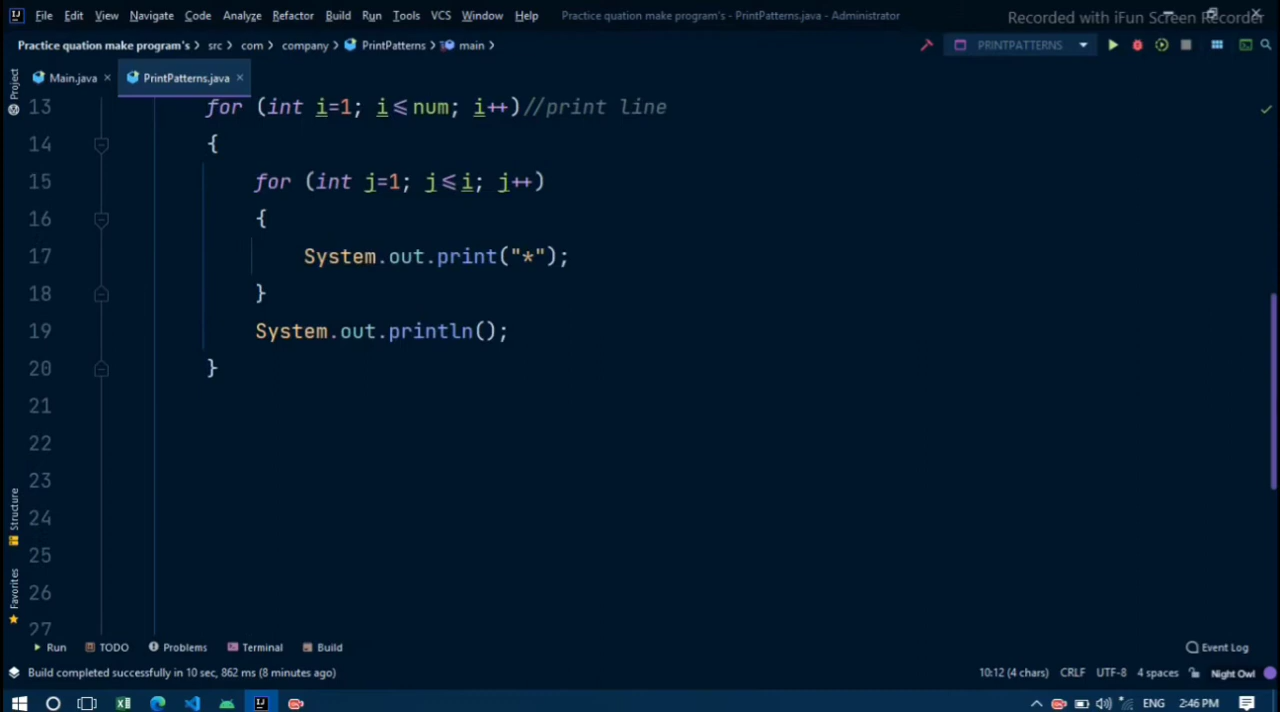 File Edit View Navigate Code Analyze Refactor Build Run Tools VCS Window Help Practice quation make program's - PrintPatterns.java - Administrator
Recorded with iFun Screen Recorder
Practice quation make program's src com company PrintPatterns main PRINTPATTERNS
Main.java PrintPatterns.java
Project
13 for (int i=1; i<=num; i++)//print line
14 {
15 for (int j=1; j<=i; j++)
16 {
17 System.out.print("*");
18 }
19 System.out.println();
20 }
21
22
23
24
25
26
27
Structure
Favorites
Run TODO Problems Terminal Build Event Log
Build completed successfully in 10 sec, 862 ms (8 minutes ago) 10:12 (4 chars) CRLF UTF-8 4 spaces Night Owl
ENG 2:46 PM